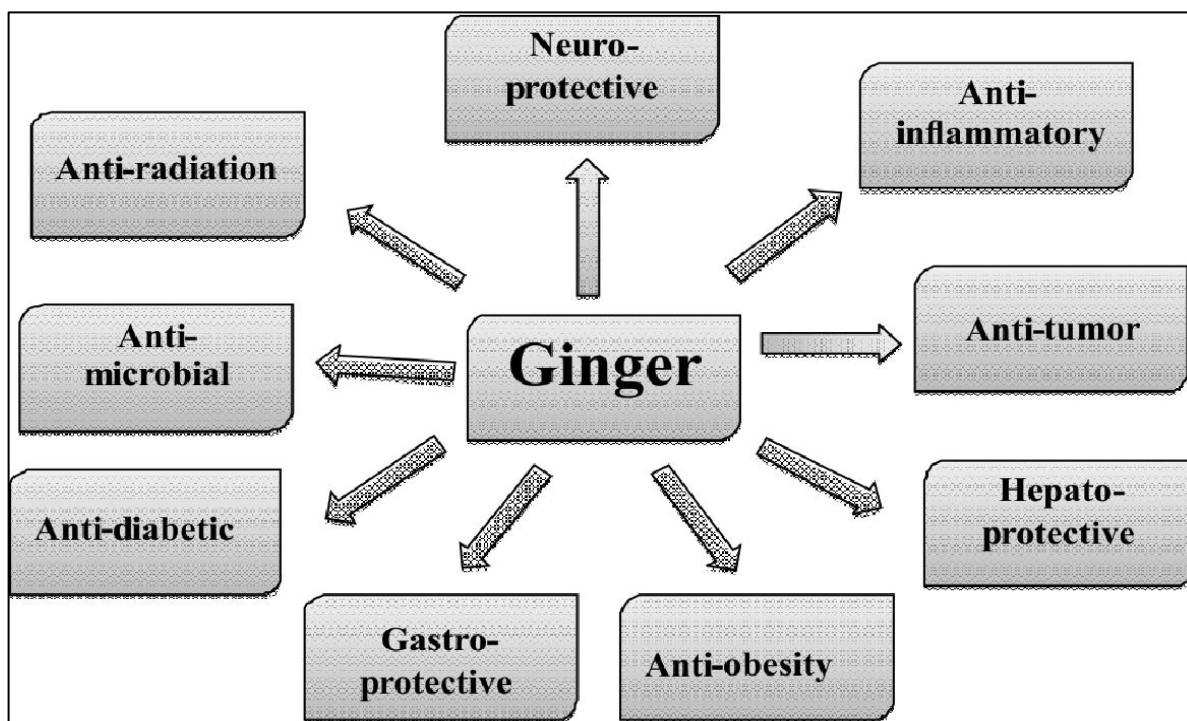 Neuro-
protective
Anti-
inflammatory
Anti-radiation
Anti-
microbial
Ginger
Anti-tumor
Anti-diabetic
Hepato-
protective
Gastro-
protective
Anti-obesity